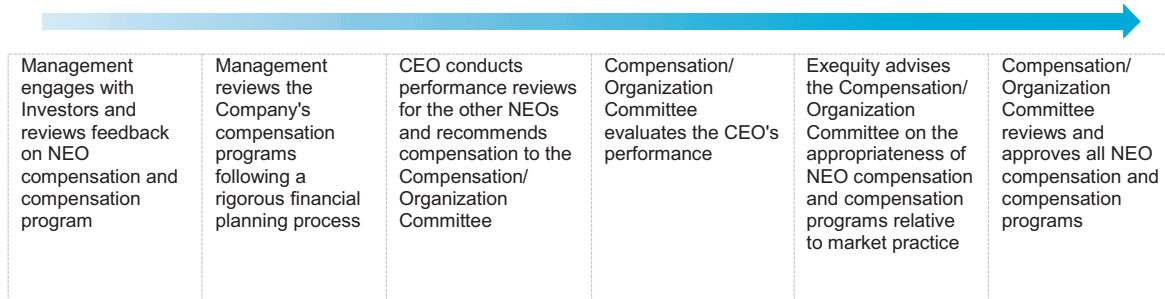 Management
engages with
Investors and
reviews feedback
on NEO
compensation and
compensation
program
Management
reviews the
Company's
compensation
programs
following a
rigorous financial
planning process
CEO conducts
performance reviews
for the other NEOs
and recommends
compensation to the
Compensation/
Organization
Committee
Compensation/
Organization
Committee
evaluates the CEO's
performance
Exequity advises
the Compensation/
Organization
Committee on the
appropriateness of
NEO compensation
and compensation
programs relative
to market practice
Compensation/
Organization
Committee
reviews and
approves all NEO
compensation and
compensation
programs